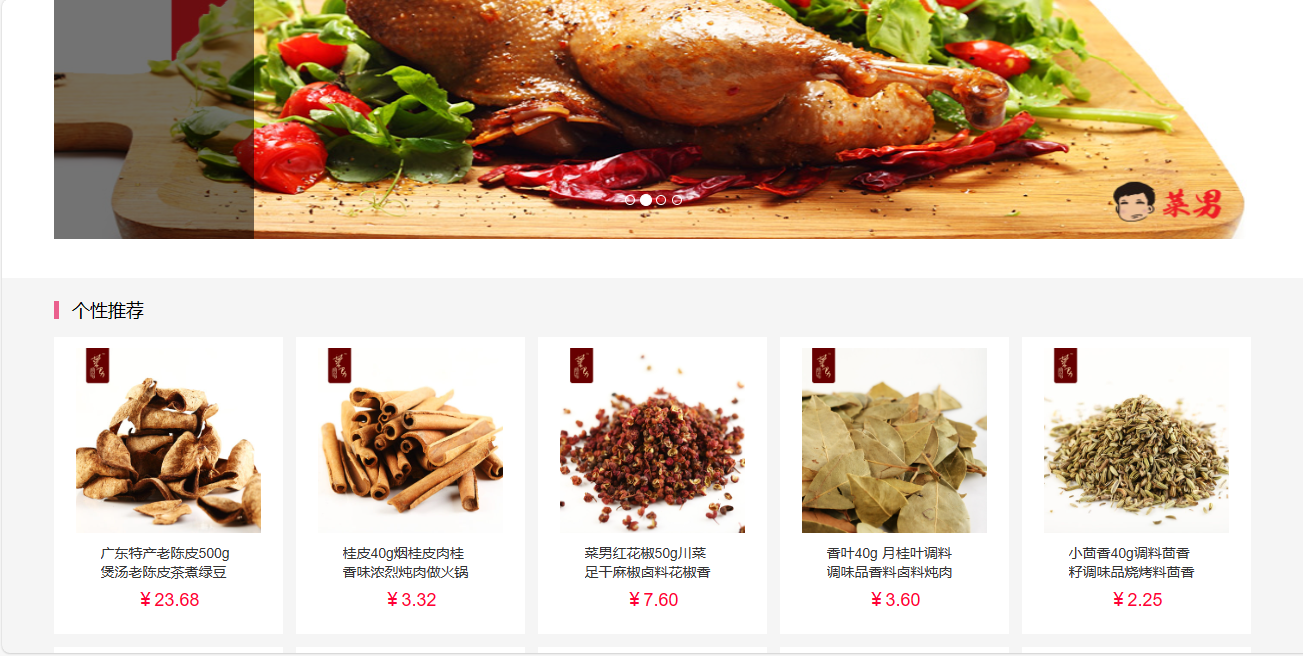 菜男
个性推荐
广东特产老陈皮500g
煲汤老陈皮茶煮绿豆
¥ 23.68
桂皮40g烟桂皮肉桂
香味浓烈炖肉做火锅
¥ 3.32
菜男红花椒50g川菜
足干麻椒卤料花椒香
¥ 7.60
香叶40g 月桂叶调料
调味品香料卤料炖肉
¥ 3.60
小茴香40g调料茴香
籽调味品烧烤料茴香
¥ 2.25